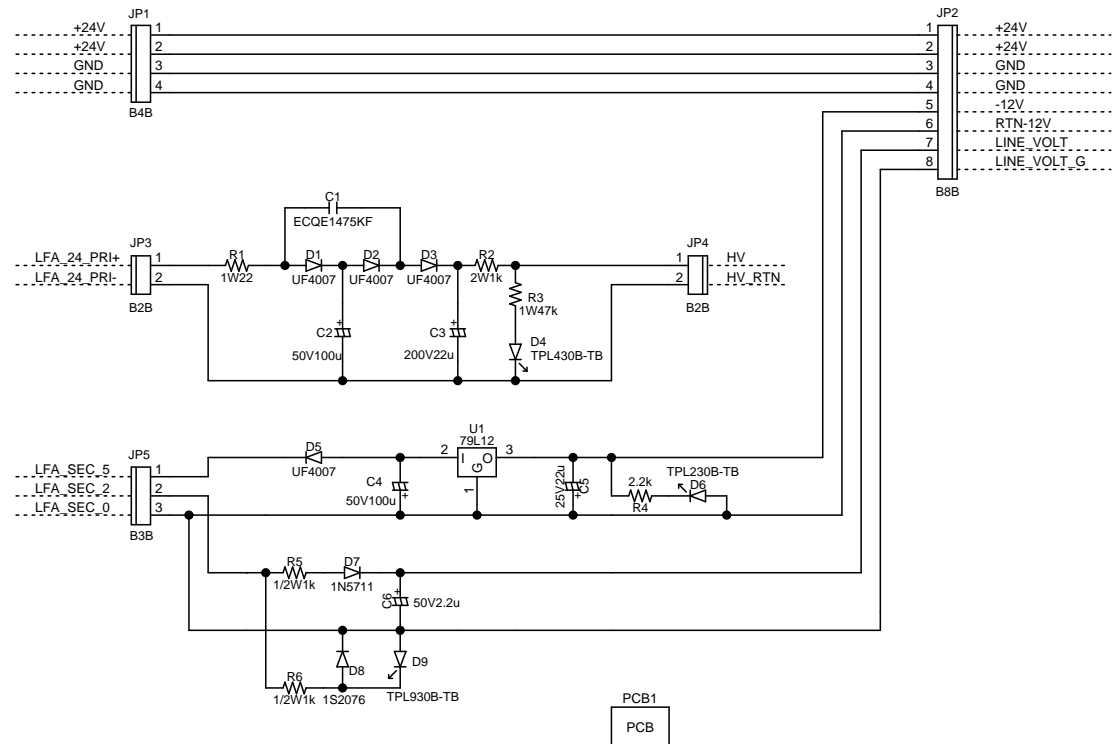 JP1
+24V 1
+24V 2
GND 3
GND 4
B4B
JP2
1 +24V
2 +24V
3 GND
4 GND
5 -12V
6 RTN-12V
7 LINE_VOLT
8 LINE_VOLT_G
B8B
C1
ECQE1475KF
JP3
LFA_24_PRI+ 1
LFA_24_PRI- 2
B2B
R1
1W22
D1
UF4007
D2
UF4007
D3
UF4007
R2
2W1k
R3
1W47k
C2
+
50V100u
C3
+
200V22u
D4
TPL430B-TB
JP4
1 HV
2 HV_RTN
B2B
JP5
LFA_SEC_5 1
LFA_SEC_2 2
LFA_SEC_0 3
B3B
D5
UF4007
C4
+
50V100u
U1
79L12
2 I O 3
G
1
25V22u
+
C5
2.2k
R4
TPL230B-TB
D6
R5
1/2W1k
D7
1N5711
C6
+
50V2.2u
R6
1/2W1k
D8
1S2076
D9
TPL930B-TB
PCB1
PCB